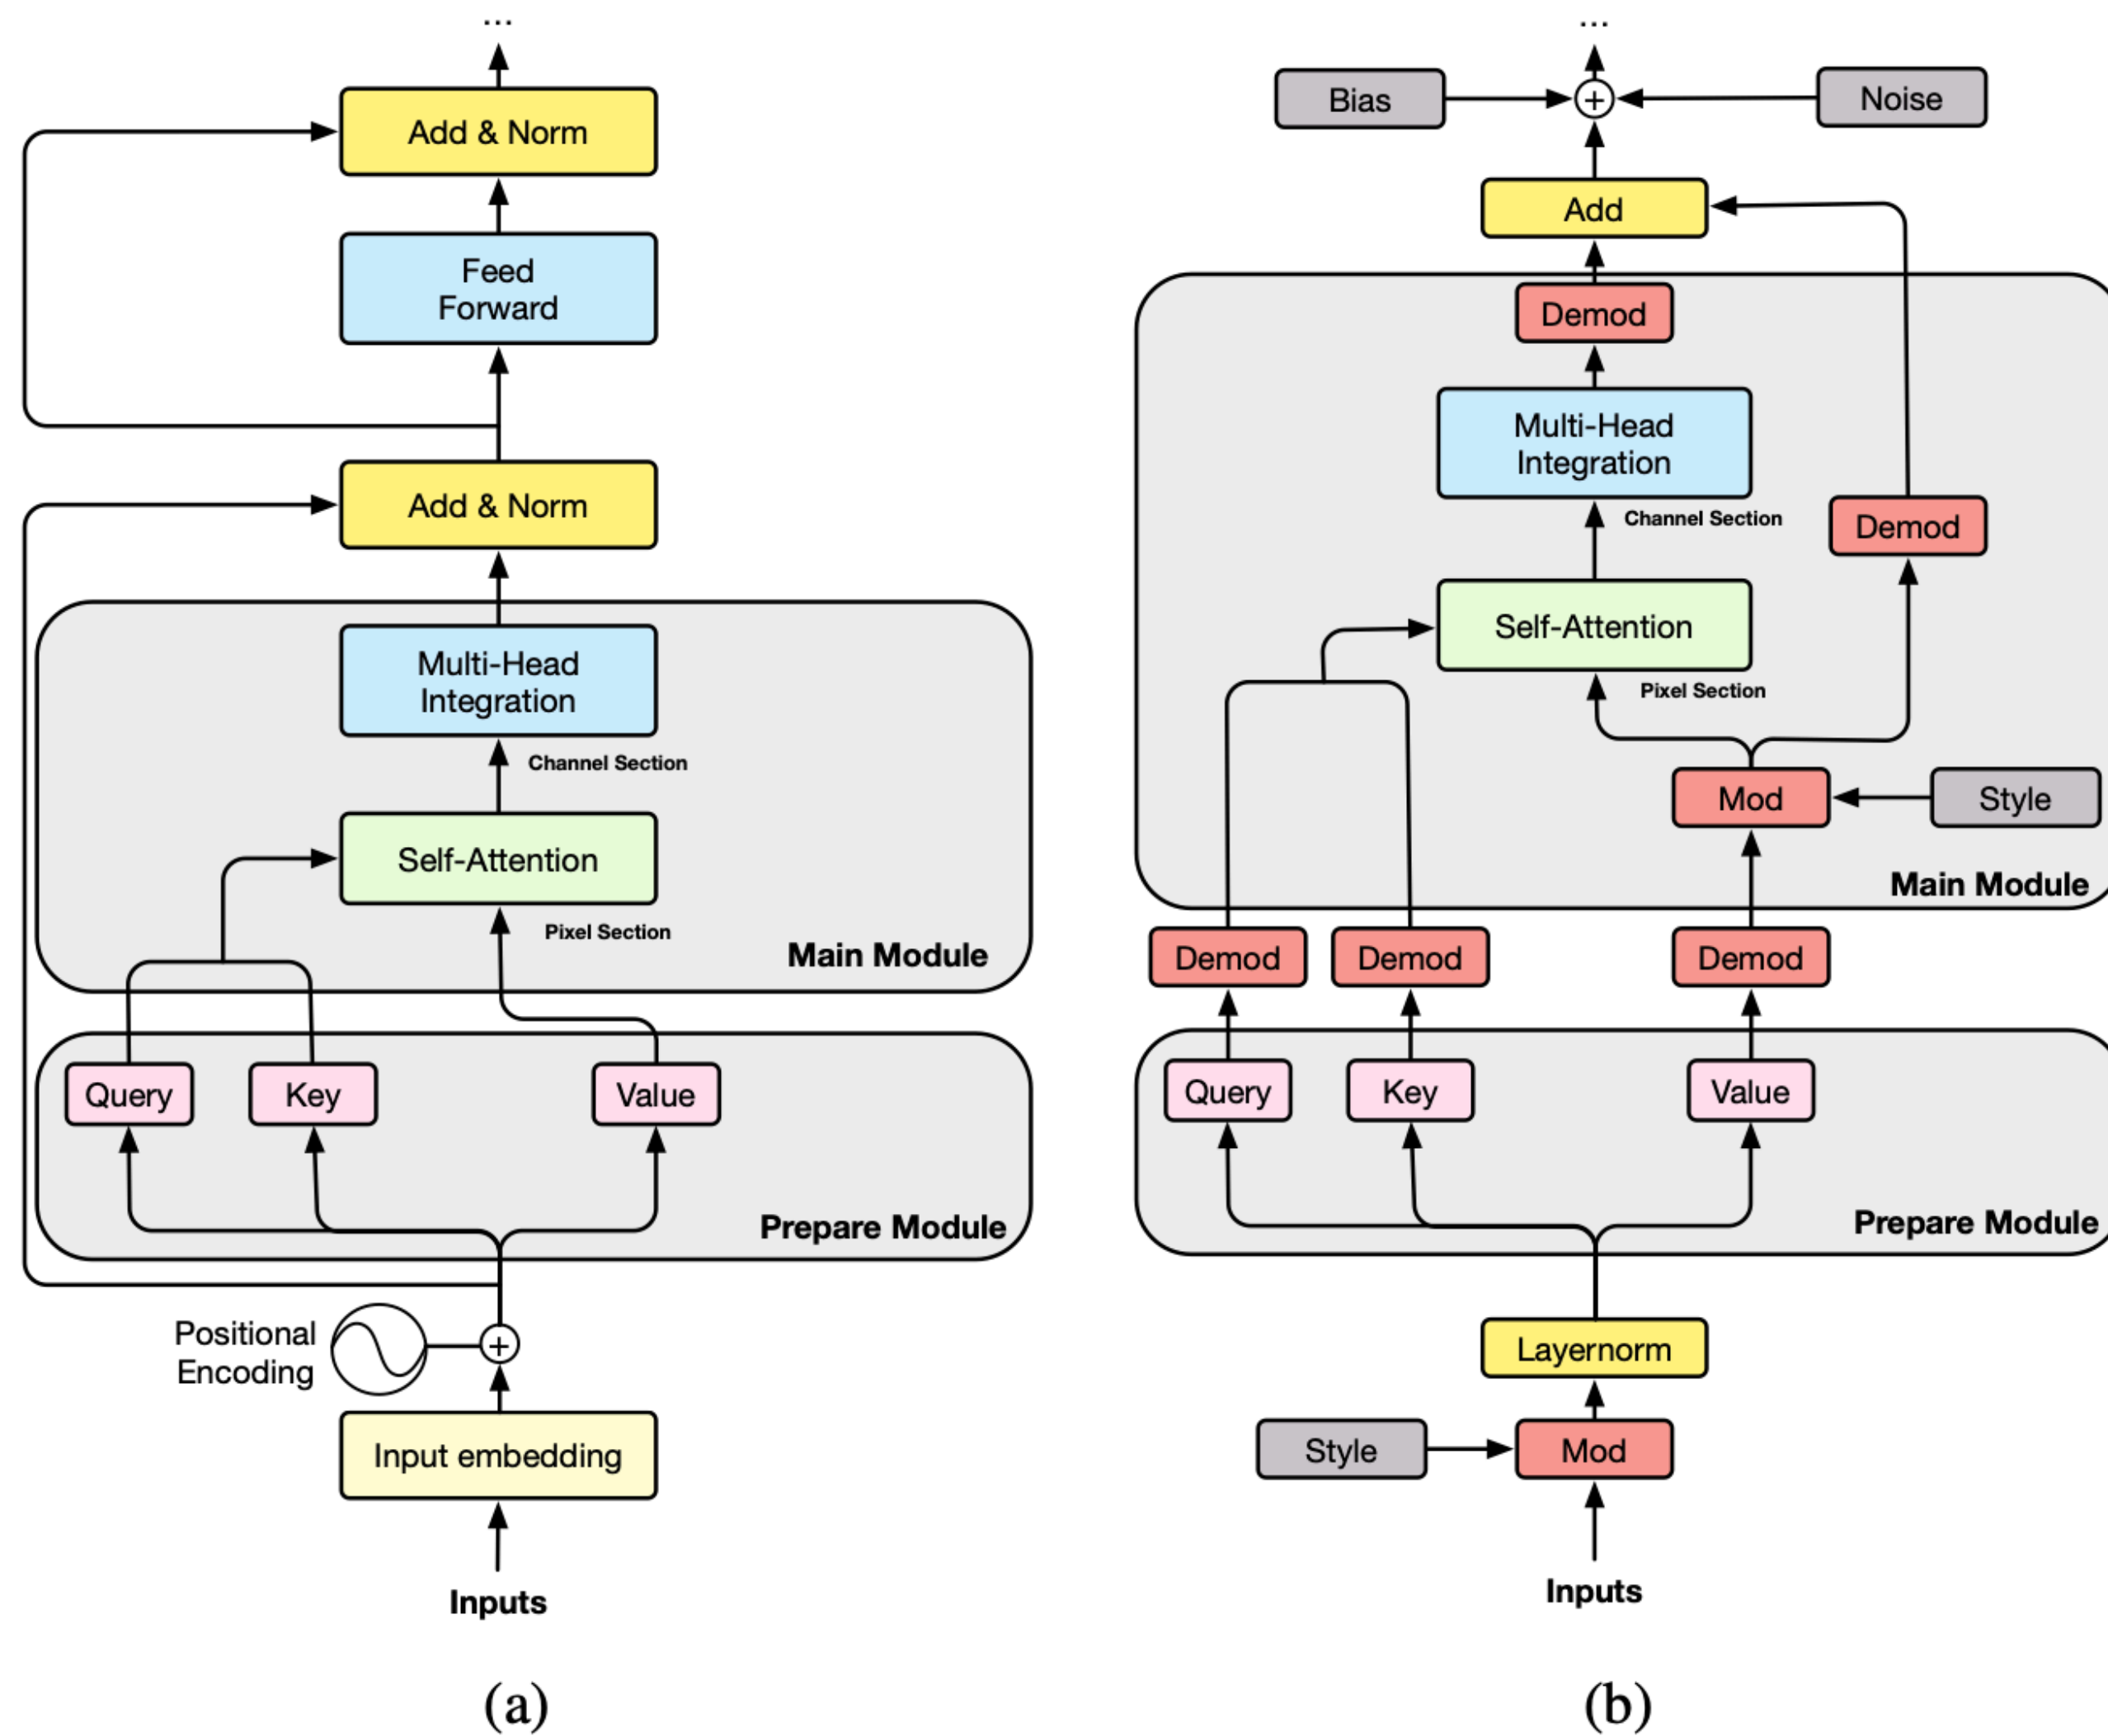 ...
Add & Norm
Feed
Forward
Add & Norm
Multi-Head
Integration
Channel Section
Self-Attention
Pixel Section
Main Module
Query
Key
Value
Prepare Module
Positional
Encoding
+
Input embedding
Inputs
(a)
...
Bias
+
Noise
Add
Demod
Multi-Head
Integration
Channel Section
Demod
Self-Attention
Pixel Section
Mod
Style
Main Module
Demod
Demod
Demod
Query
Key
Value
Prepare Module
Layernorm
Style
Mod
Inputs
(b)